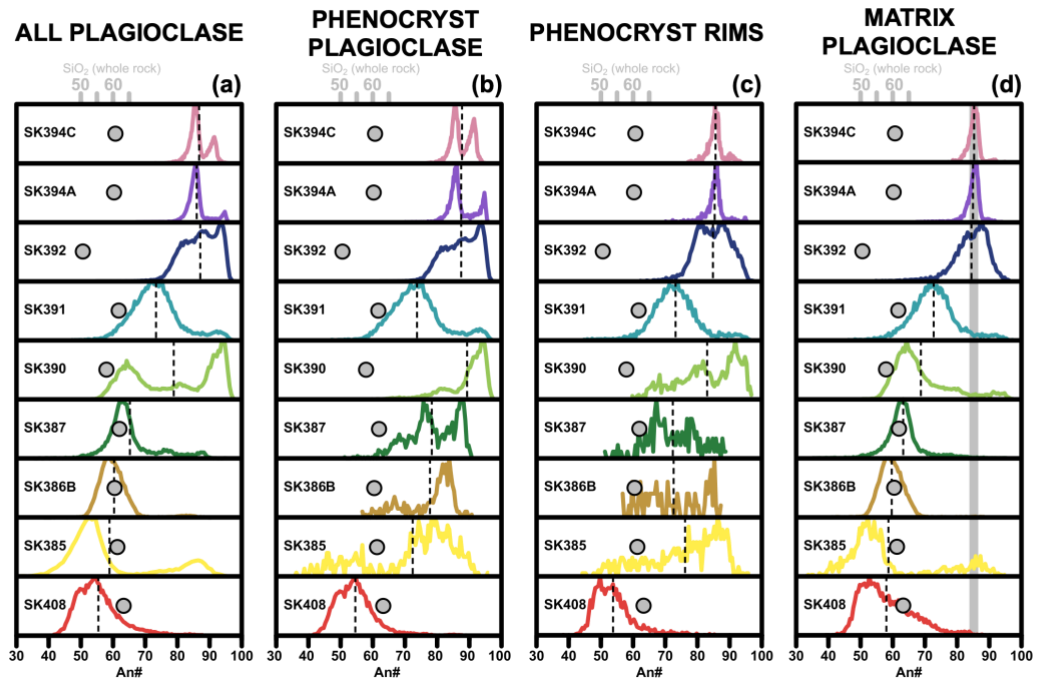 ALL PLAGIOCLASE
PHENOCRYST
PLAGIOCLASE
PHENOCRYST RIMS
MATRIX
PLAGIOCLASE
SiO2 (whole rock)
50 60
(a)
SiO2 (whole rock)
50 60
(b)
SiO2 (whole rock)
50 60
(c)
SiO2 (whole rock)
50 60
(d)
SK394C
SK394C
SK394C
SK394C
SK394A
SK394A
SK394A
SK394A
SK392
SK392
SK392
SK392
SK391
SK391
SK391
SK391
SK390
SK390
SK390
SK390
SK387
SK387
SK387
SK387
SK386B
SK386B
SK386B
SK386B
SK385
SK385
SK385
SK385
SK408
SK408
SK408
SK408
30 40 50 60 70 80 90 100
30 40 50 60 70 80 90 100
30 40 50 60 70 80 90 100
30 40 50 60 70 80 90 100
An#
An#
An#
An#